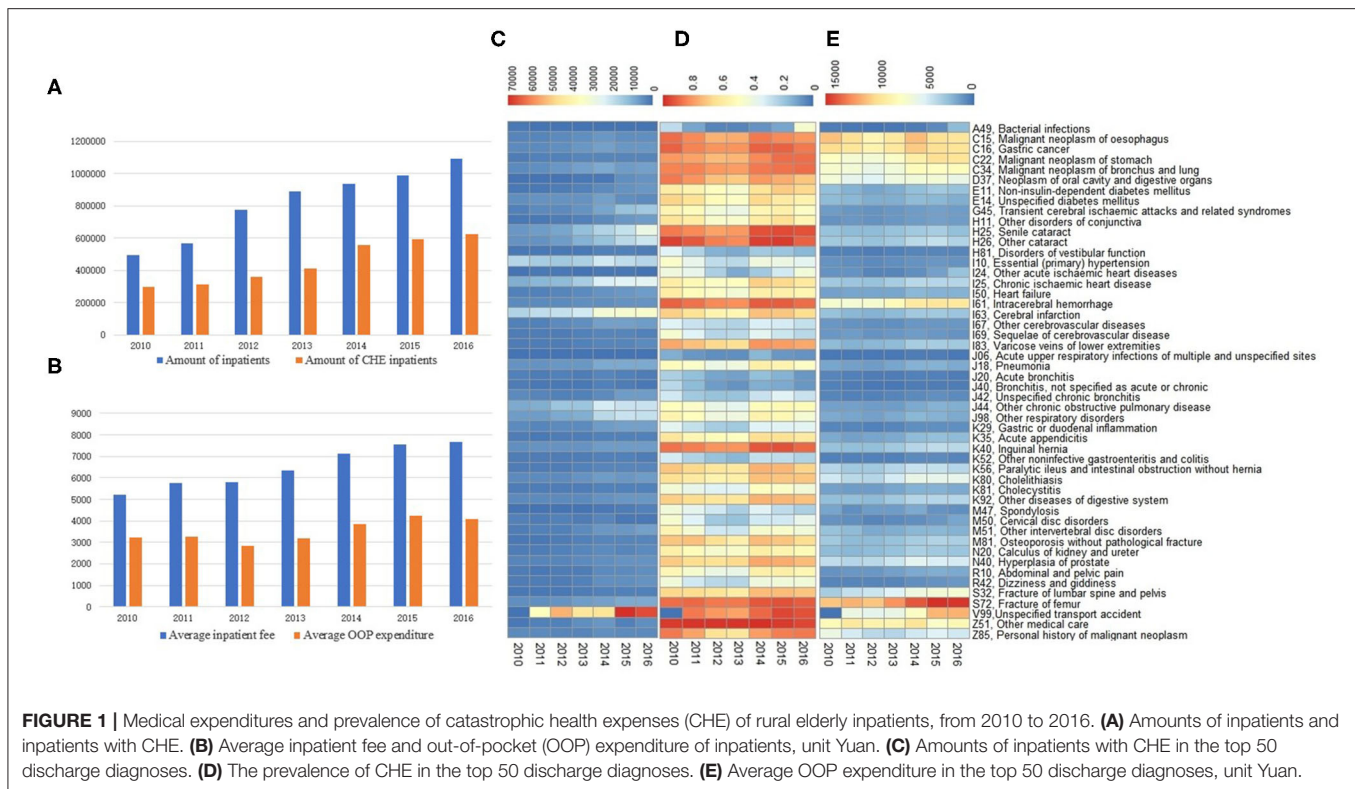 C
D
E
A
70000
60000
50000
40000
30000
20000
10000
0
0.8
0.6
0.4
0.2
0
15000
10000
5000
0
1200000
1000000
800000
600000
400000
200000
0
2010 2011 2012 2013 2014 2015 2016
Amount of inpatients Amount of CHE inpatients
B
9000
8000
7000
6000
5000
4000
3000
2000
1000
0
2010 2011 2012 2013 2014 2015 2016
Average inpatient fee Average OOP expenditure
A49, Bacterial infections
C15, Malignant neoplasm of oesophagus
C16, Gastric cancer
C22, Malignant neoplasm of stomach
C34, Malignant neoplasm of bronchus and lung
D37, Neoplasm of oral cavity and digestive organs
E11, Non-insulin-dependent diabetes mellitus
E14, Unspecified diabetes mellitus
G45, Transient cerebral ischaemic attacks and related syndromes
H11, Other disorders of conjunctiva
H25, Senile cataract
H26, Other cataract
H81, Disorders of vestibular function
I10, Essential (primary) hypertension
I24, Other acute ischaemic heart diseases
I25, Chronic ischaemic heart disease
I50, Heart failure
I61, Intracerebral hemorrhage
I63, Cerebral infarction
I67, Other cerebrovascular diseases
I69, Sequelae of cerebrovascular disease
I83, Varicose veins of lower extremities
J06, Acute upper respiratory infections of multiple and unspecified sites
J18, Pneumonia
J20, Acute bronchitis
J40, Bronchitis, not specified as acute or chronic
J42, Unspecified chronic bronchitis
J44, Other chronic obstructive pulmonary disease
J98, Other respiratory disorders
K29, Gastric or duodenal inflammation
K35, Acute appendicitis
K40, Inguinal hernia
K52, Other noninfective gastroenteritis and colitis
K56, Paralytic ileus and intestinal obstruction without hernia
K80, Cholelithiasis
K81, Cholecystitis
K92, Other diseases of digestive system
M47, Spondylosis
M50, Cervical disc disorders
M51, Other intervertebral disc disorders
M81, Osteoporosis without pathological fracture
N20, Calculus of kidney and ureter
N40, Hyperplasia of prostate
R10, Abdominal and pelvic pain
R42, Dizziness and giddiness
S32, Fracture of lumbar spine and pelvis
S72, Fracture of femur
V99 Unspecified transport accident
Z51, Other medical care
Z85, Personal history of malignant neoplasm
2010 2011 2012 2013 2014 2015 2016
2010 2011 2012 2013 2014 2015 2016
2010 2011 2012 2013 2014 2015 2016
FIGURE 1 | Medical expenditures and prevalence of catastrophic health expenses (CHE) of rural elderly inpatients, from 2010 to 2016. (A) Amounts of inpatients and
inpatients with CHE. (B) Average inpatient fee and out-of-pocket (OOP) expenditure of inpatients, unit Yuan. (C) Amounts of inpatients with CHE in the top 50
discharge diagnoses. (D) The prevalence of CHE in the top 50 discharge diagnoses. (E) Average OOP expenditure in the top 50 discharge diagnoses, unit Yuan.